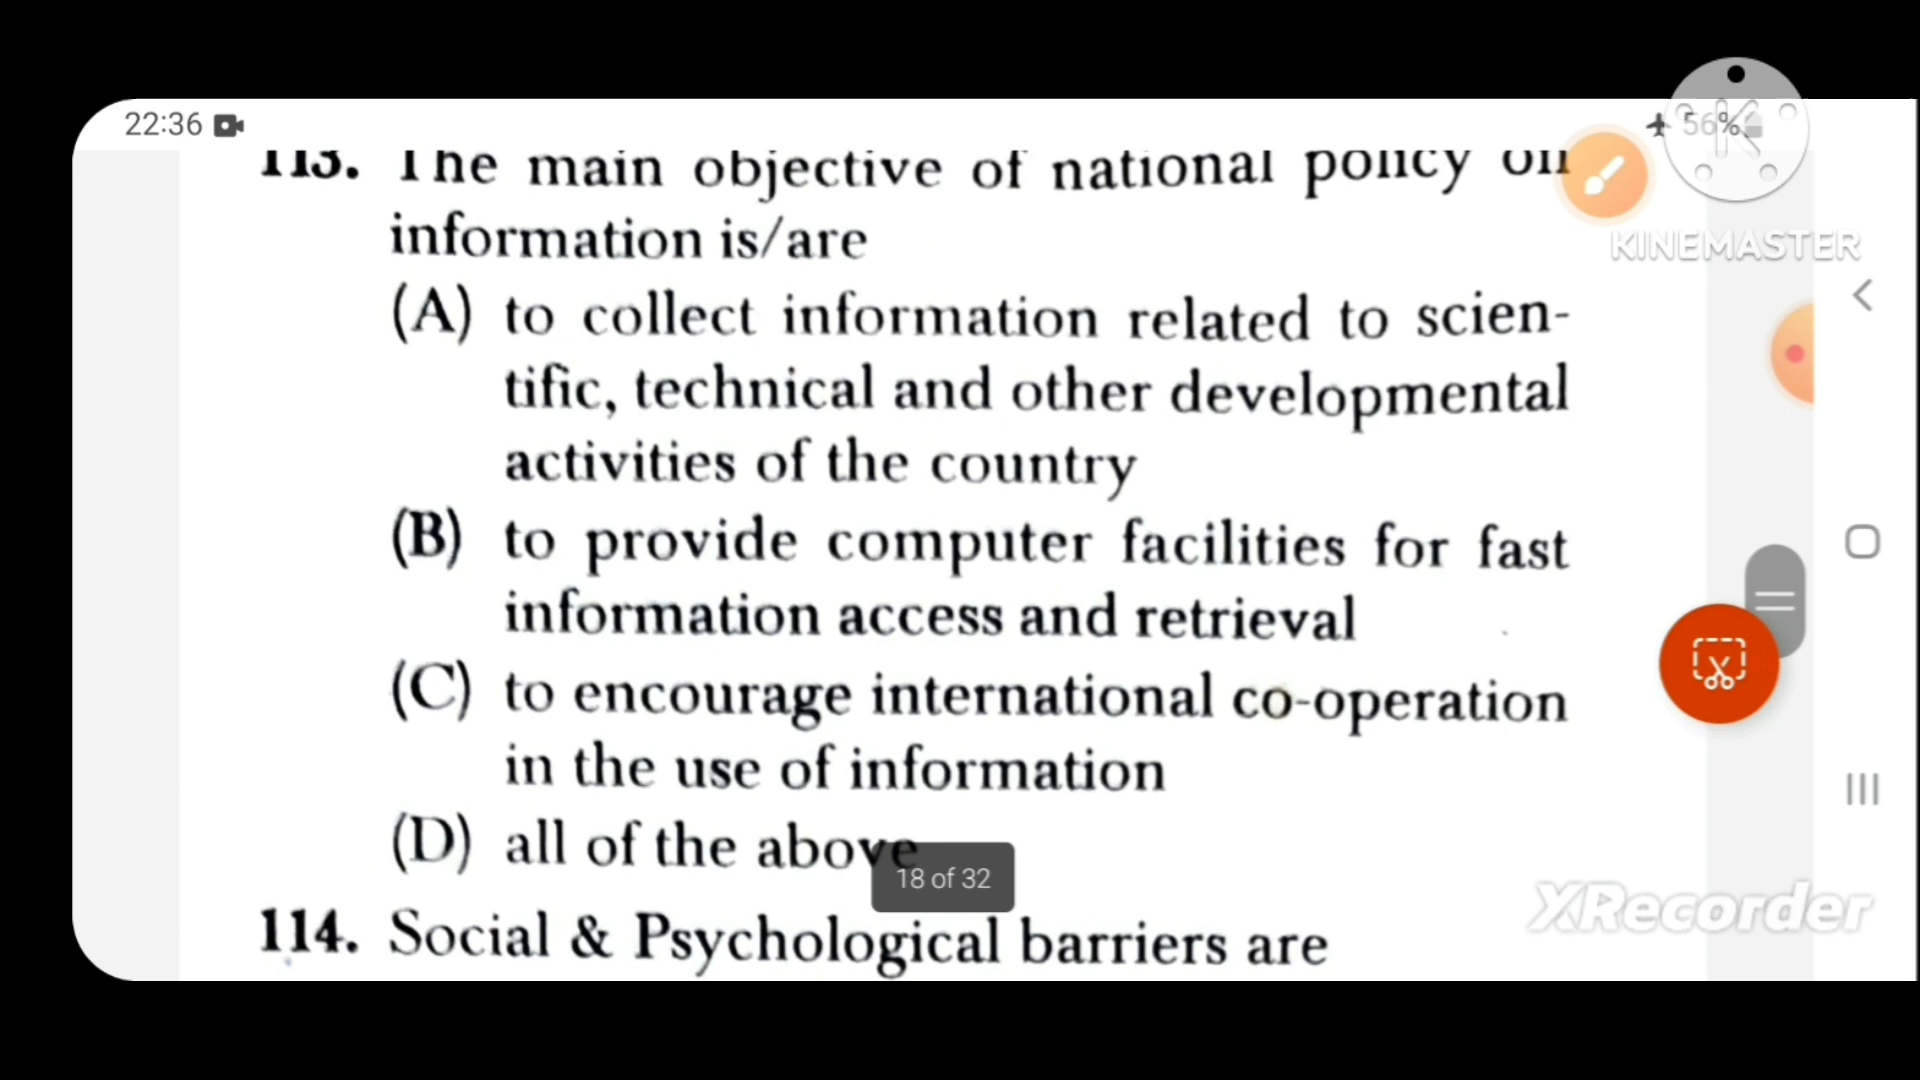 22:36
56%
113. The main objective of national policy on
KINEMASTER
information is/are
(A) to collect information related to scien-
tific, technical and other developmental
activities of the country
(B) to provide computer facilities for fast
information access and retrieval
(C) to encourage international co-operation
in the use of information
(D) all of the above
18 of 32
XRecorder
114. Social & Psychological barriers are